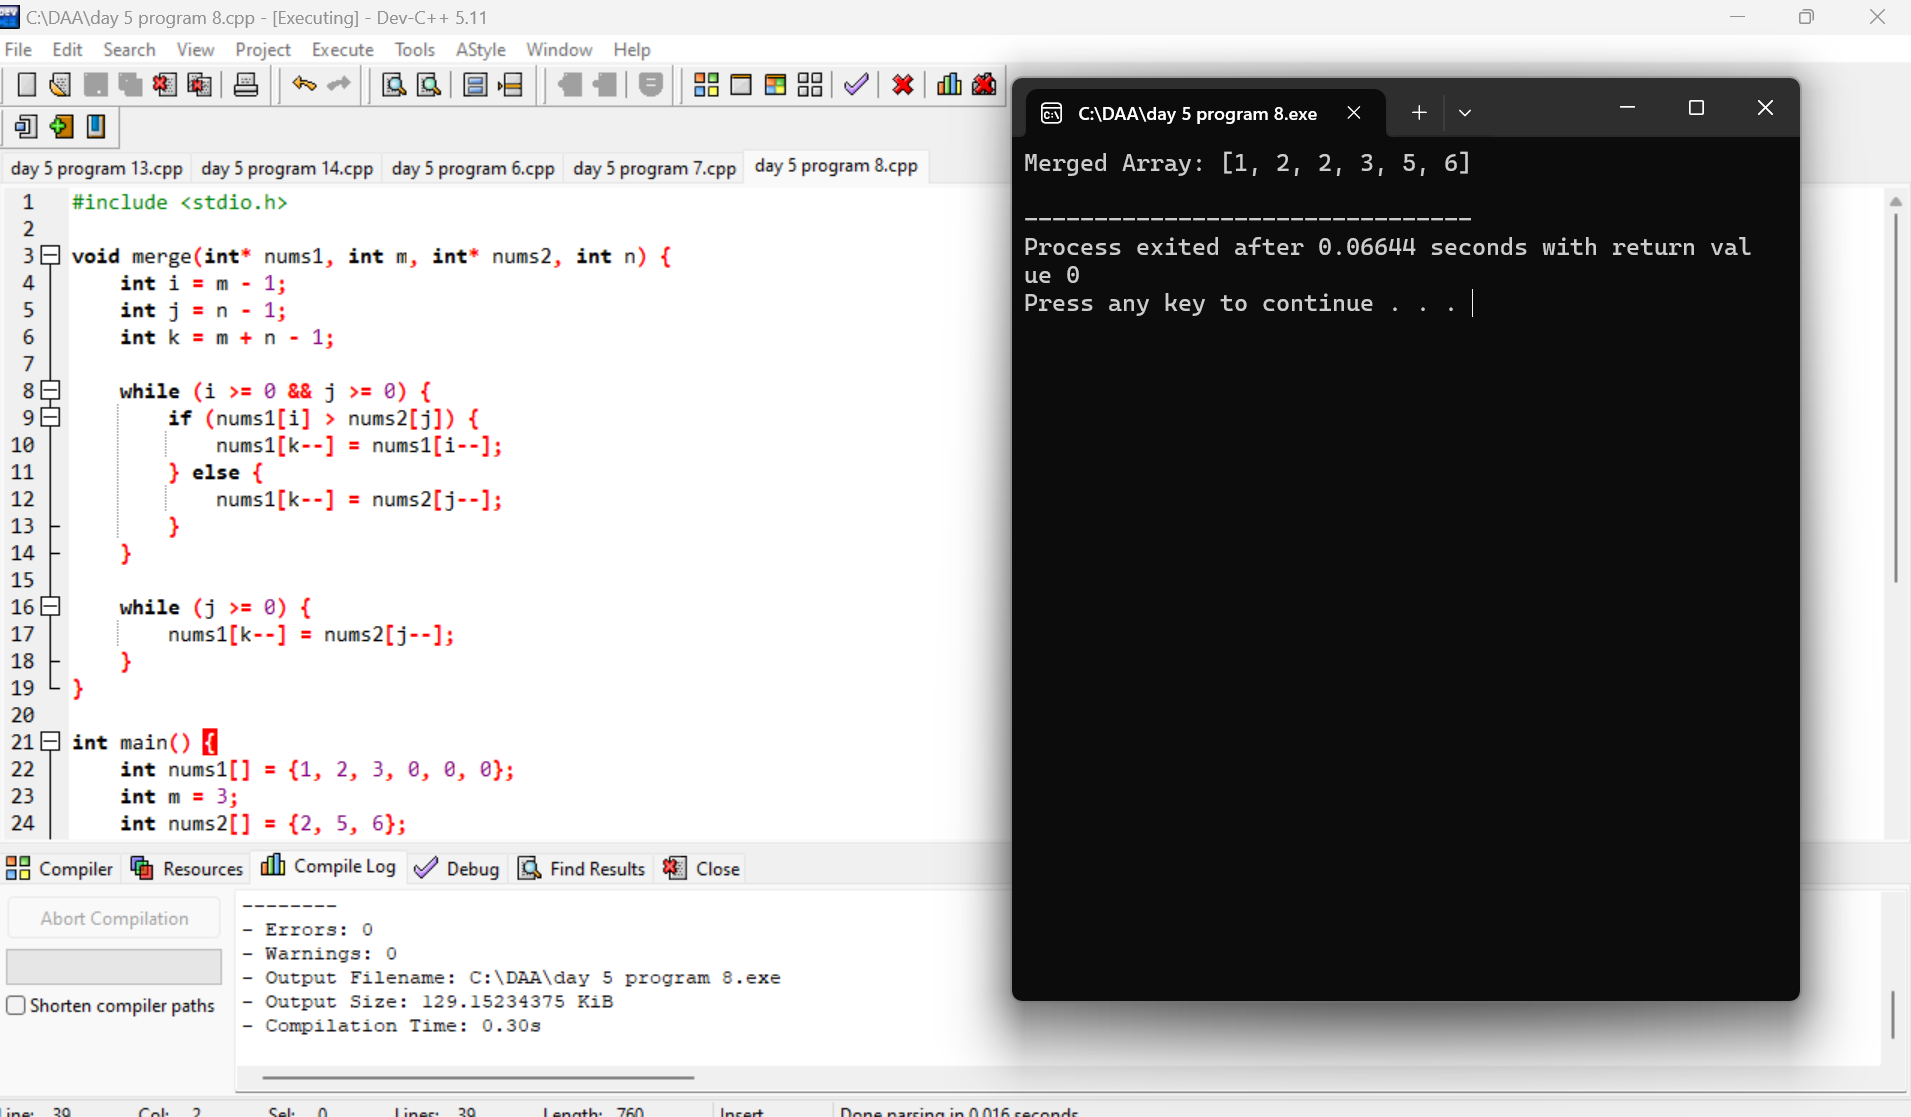 C:\DAA\day 5 program 8.cpp - [Executing] - Dev-C++ 5.11
File Edit Search View Project Execute Tools AStyle Window Help
day 5 program 13.cpp day 5 program 14.cpp day 5 program 6.cpp day 5 program 7.cpp day 5 program 8.cpp
1 #include <stdio.h>
2
3 void merge(int* nums1, int m, int* nums2, int n) {
4 int i = m - 1;
5 int j = n - 1;
6 int k = m + n - 1;
7
8 while (i >= 0 && j >= 0) {
9 if (nums1[i] > nums2[j]) {
10 nums1[k--] = nums1[i--];
11 } else {
12 nums1[k--] = nums2[j--];
13 }
14 }
15
16 while (j >= 0) {
17 nums1[k--] = nums2[j--];
18 }
19 }
20
21 int main() {
22 int nums1[] = {1, 2, 3, 0, 0, 0};
23 int m = 3;
24 int nums2[] = {2, 5, 6};
C:\DAA\day 5 program 8.exe
Merged Array: [1, 2, 2, 3, 5, 6]
--------------------------------
Process exited after 0.06644 seconds with return val
ue 0
Press any key to continue . . .
Compiler Resources Compile Log Debug Find Results Close
Abort Compilation
Shorten compiler paths
--------
- Errors: 0
- Warnings: 0
- Output Filename: C:\DAA\day 5 program 8.exe
- Output Size: 129.15234375 KiB
- Compilation Time: 0.30s
Line: 39 Col: 2 Sel: 0 Lines: 39 Length: 760 Insert Done parsing in 0.016 seconds